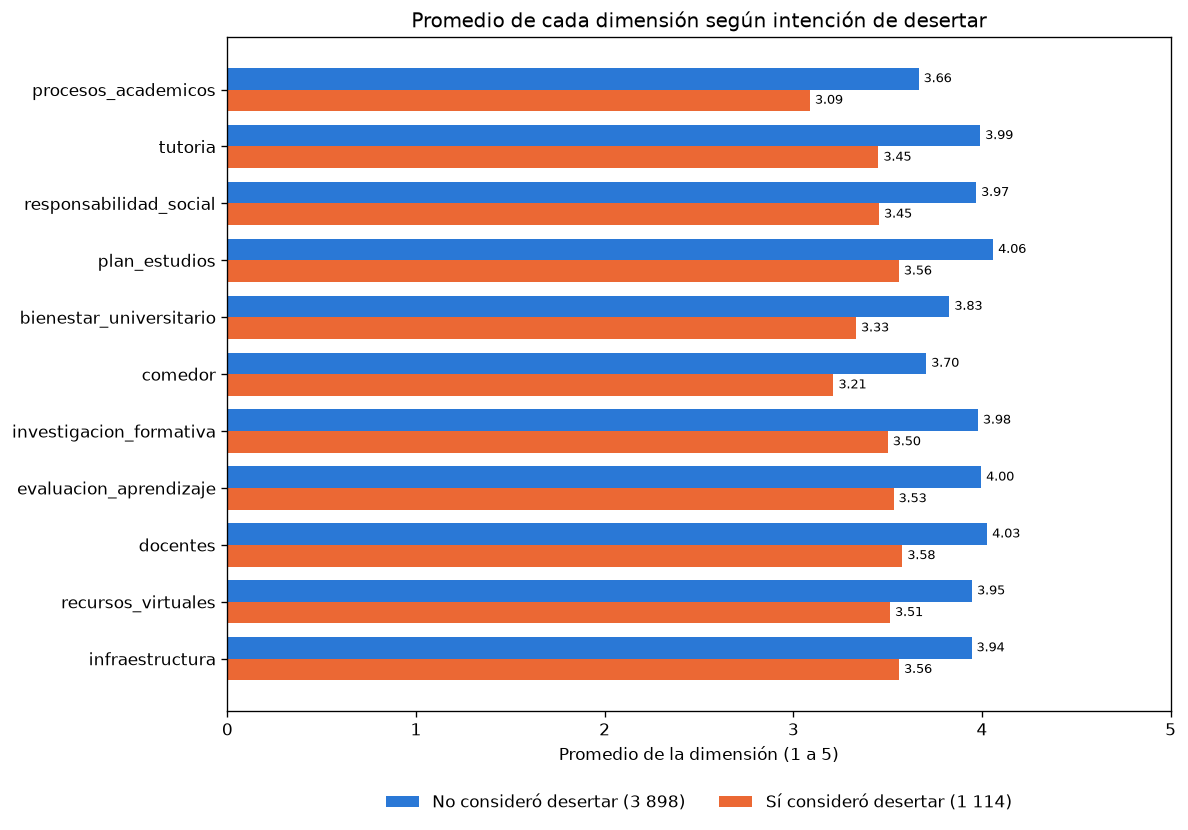 Promedio de cada dimensión según intención de desertar
procesos_academicos
3.66
3.09
tutoria
3.99
3.45
responsabilidad_social
3.97
3.45
plan_estudios
4.06
3.56
bienestar_universitario
3.83
3.33
comedor
3.70
3.21
investigacion_formativa
3.98
3.50
evaluacion_aprendizaje
4.00
3.53
docentes
4.03
3.58
recursos_virtuales
3.95
3.51
infraestructura
3.94
3.56
0 1 2 3 4 5
Promedio de la dimensión (1 a 5)
No consideró desertar (3 898) Sí consideró desertar (1 114)